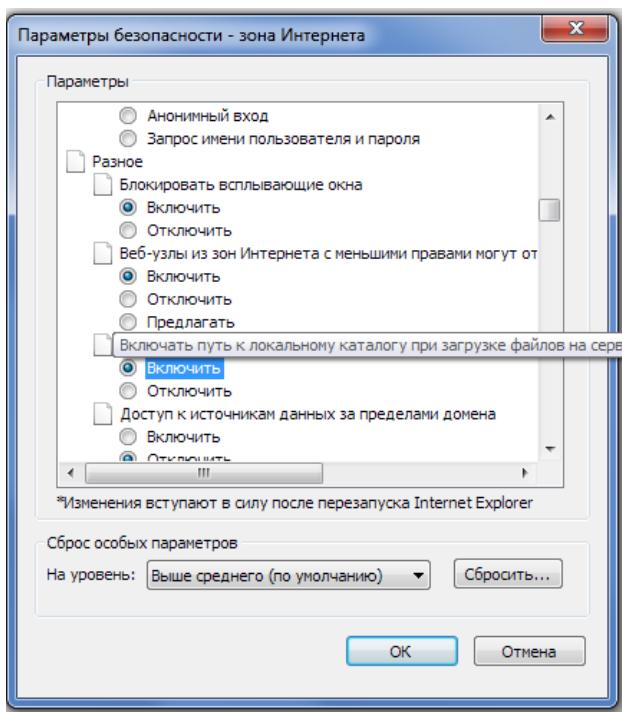 Параметры безопасности - зона Интернета
Параметры
Анонимный вход
Запрос имени пользователя и пароля
Разное
Блокировать всплывающие окна
Включить
Отключить
Веб-узлы из зон Интернета с меньшими правами могут от
Включить
Отключить
Предлагать
Включать путь к локальному каталогу при загрузке файлов на серв
Включить
Отключить
Доступ к источникам данных за пределами домена
Включить
Отключить
*Изменения вступают в силу после перезапуска Internet Explorer
Сброс особых параметров
На уровень: Выше среднего (по умолчанию) Сбросить...
ОК Отмена